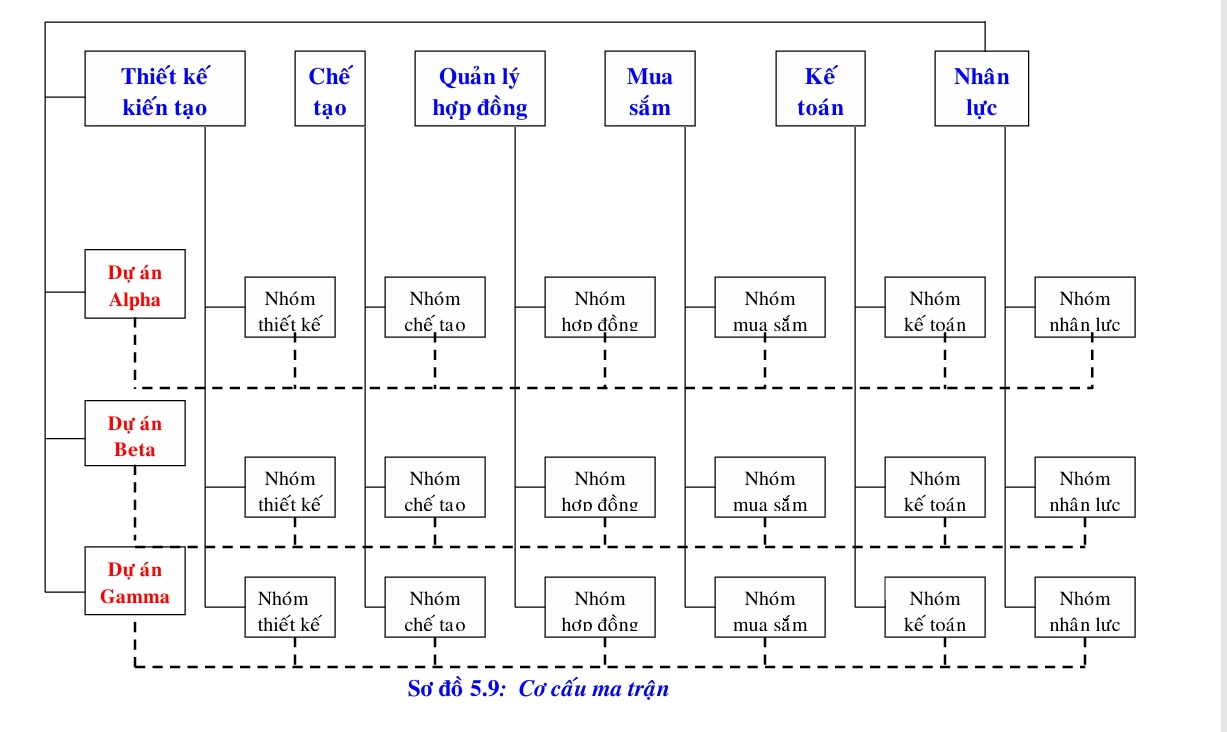 Thiết kế
kiến tạo
Chế
tạo
Quản lý
hợp đồng
Mua
sắm
Kế
toán
Nhân
lực
Dự án
Alpha
Nhóm
thiết kế
Nhóm
chế tạo
Nhóm
hợp đồng
Nhóm
mua sắm
Nhóm
kế toán
Nhóm
nhân lực
Dự án
Beta
Nhóm
thiết kế
Nhóm
chế tạo
Nhóm
hợp đồng
Nhóm
mua sắm
Nhóm
kế toán
Nhóm
nhân lực
Dự án
Gamma
Nhóm
thiết kế
Nhóm
chế tạo
Nhóm
hợp đồng
Nhóm
mua sắm
Nhóm
kế toán
Nhóm
nhân lực
Sơ đồ 5.9: Cơ cấu ma trận